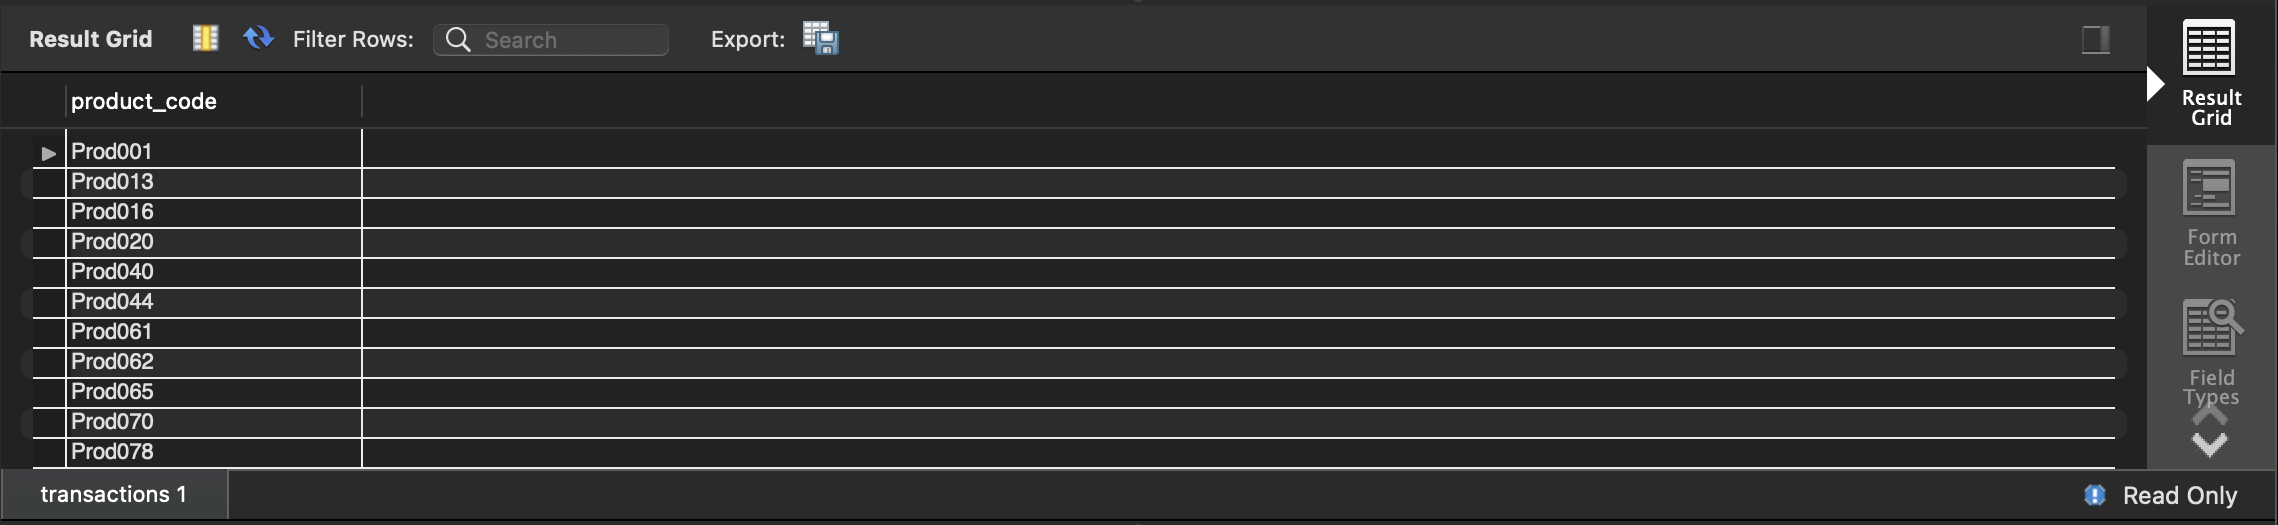 Result Grid Filter Rows: Search Export:
product_code
Prod001
Prod013
Prod016
Prod020
Prod040
Prod044
Prod061
Prod062
Prod065
Prod070
Prod078
Result
Grid
Form
Editor
Field
Types
transactions 1
Read Only